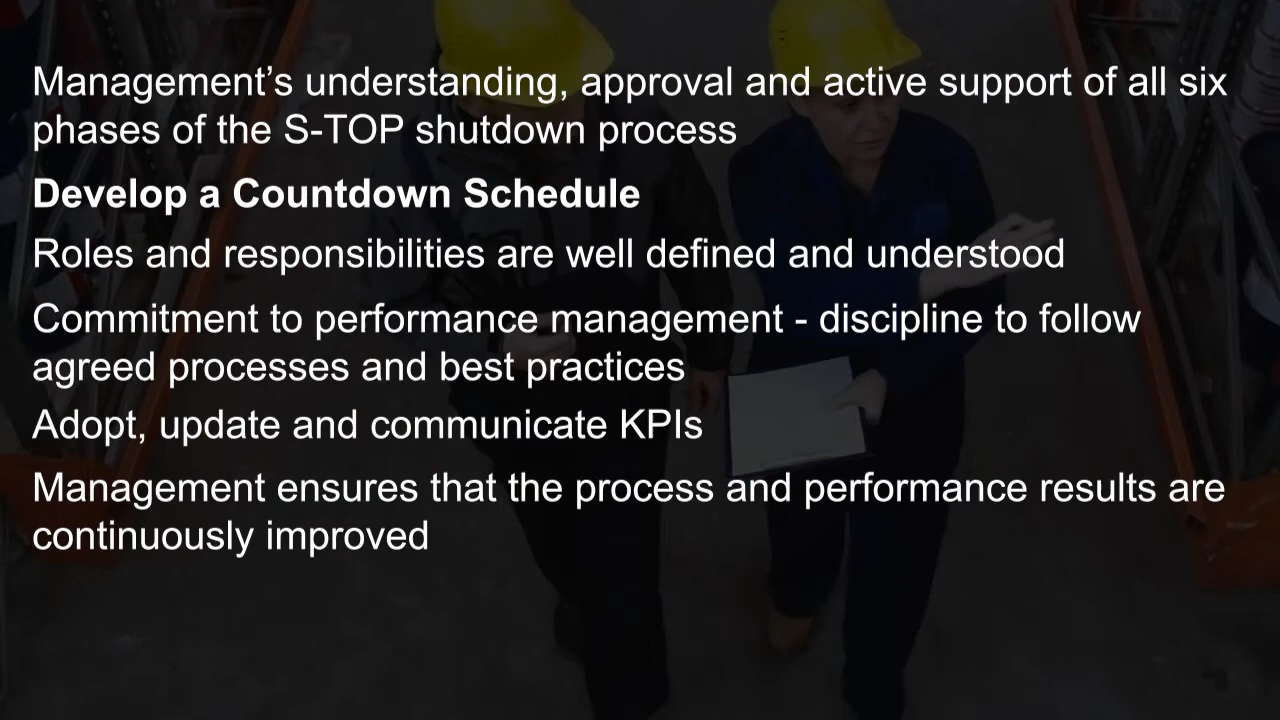 Management’s understanding, approval and active support of all six
phases of the S-TOP shutdown process
Develop a Countdown Schedule
Roles and responsibilities are well defined and understood
Commitment to performance management - discipline to follow
agreed processes and best practices
Adopt, update and communicate KPIs
Management ensures that the process and performance results are
continuously improved